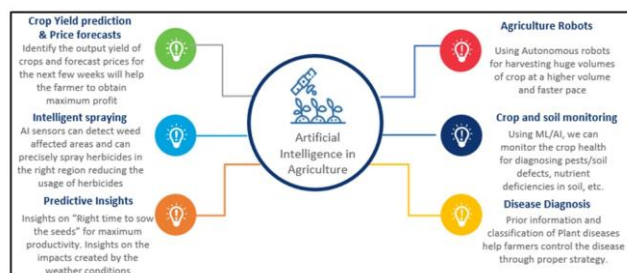 Crop Yield prediction
& Price forecasts
Identify the output yield of
crops and forecast prices for
the next few weeks will help
the farmer to obtain
maximum profit
Intelligent spraying
AI sensors can detect weed
affected areas and can
precisely spray herbicides in
the right region reducing the
usage of herbicides
Predictive Insights
Insights on "Right time to sow
the seeds" for maximum
productivity. Insights on the
impacts created by the
weather conditions
Artificial
Intelligence in
Agriculture
Agriculture Robots
Using Autonomous robots
for harvesting huge volumes
of crop at a higher volume
and faster pace
Crop and soil monitoring
Using ML/AI, we can
monitor the crop health
for diagnosing pests/soil
defects, nutrient
deficiencies in soil, etc.
Disease Diagnosis
Prior information and
classification of Plant diseases
help farmers control the disease
through proper strategy.